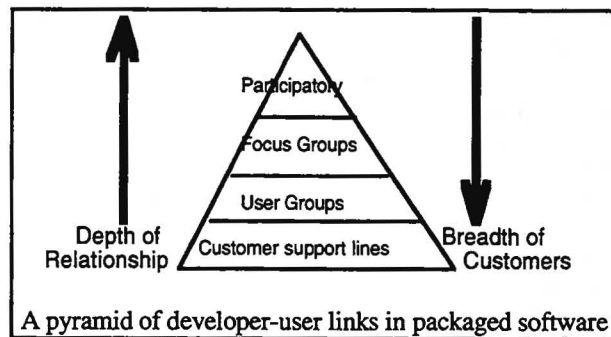 Participatory
Focus Groups
User Groups
Customer support lines
Depth of
Relationship
Breadth of
Customers
A pyramid of developer-user links in packaged software